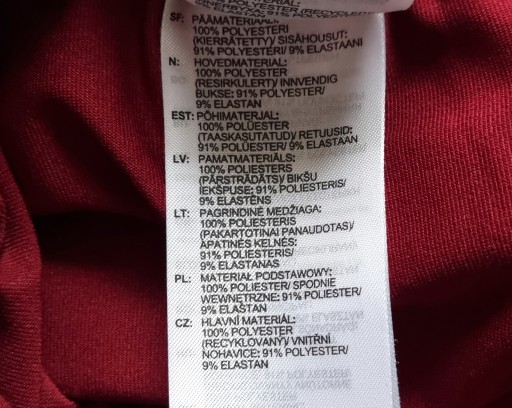 SF: PÄÄMATERIAALI:
100% POLYESTERI
(KIERRÄTETTY)/ SISÄHOUSUT:
91% POLYESTERI/ 9% ELASTAANI
N: HOVEDMATERIAL:
100% POLYESTER
(RESIRKULERT)/ INNVENDIG
BUKSE: 91% POLYESTER/
9% ELASTAN
EST: PÕHIMATERJAL:
100% POLÜESTER
(TAASKASUTATUD)/ RETUUSID:
91% POLÜESTER/ 9% ELASTAAN
LV: PAMATMATERIĀLS:
100% POLIESTERS
(PĀRSTRĀDĀTS)/ BIKŠU
IEKŠPUSE: 91% POLIESTERIS/
9% ELASTĒNS
LT: PAGRINDINĖ MEDŽIAGA:
100% POLIESTERIS
(PAKARTOTINAI PANAUDOTAS)/
APATINĖS KELNĖS:
91% POLIESTERIS/
9% ELASTANAS
PL: MATERIAŁ PODSTAWOWY:
100% POLIESTER/ SPODNIE
WEWNĘTRZNE: 91% POLIESTER/
9% ELASTAN
CZ: HLAVNÍ MATERIÁL:
100% POLYESTER
(RECYKLOVANÝ)/ VNITŘNÍ
NOHAVICE: 91% POLYESTER/
9% ELASTAN